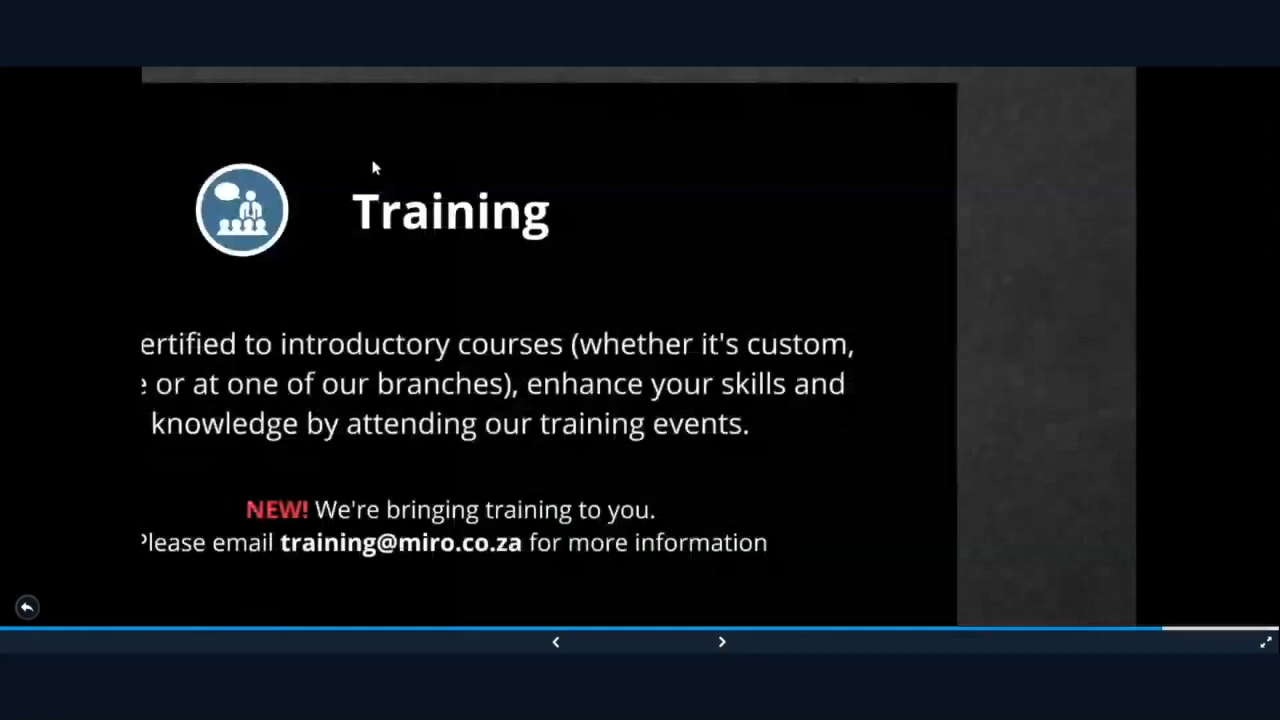 Training
ertified to introductory courses (whether it's custom,
or at one of our branches), enhance your skills and
knowledge by attending our training events.
NEW! We're bringing training to you.
Please email training@miro.co.za for more information